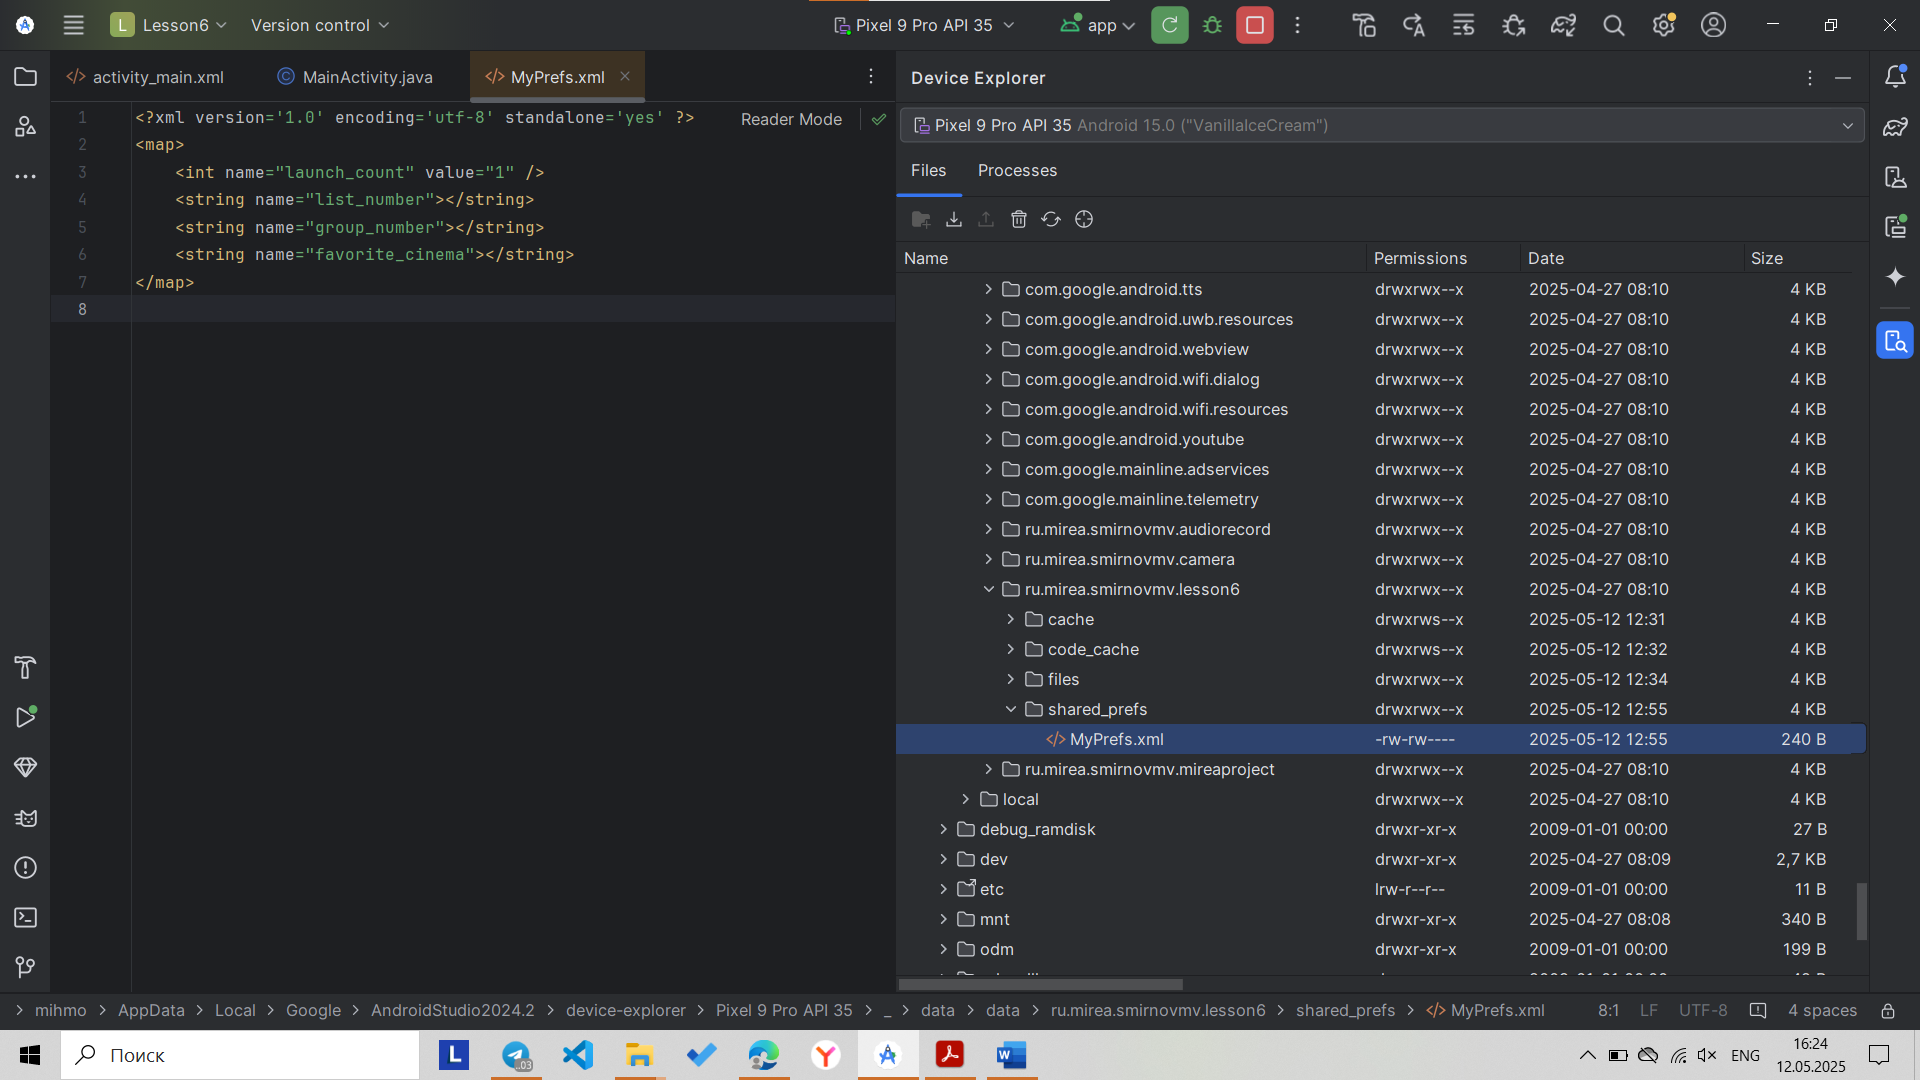 L Lesson6 Version control Pixel 9 Pro API 35 app
activity_main.xml MainActivity.java MyPrefs.xml
Device Explorer
1 <?xml version='1.0' encoding='utf-8' standalone='yes' ?>
Reader Mode
2 <map>
3 <int name="launch_count" value="1" />
4 <string name="list_number"></string>
5 <string name="group_number"></string>
6 <string name="favorite_cinema"></string>
7 </map>
8
Pixel 9 Pro API 35 Android 15.0 ("VanillaIceCream")
Files Processes
Name Permissions Date Size
com.google.android.tts drwxrwx--x 2025-04-27 08:10 4 KB
com.google.android.uwb.resources drwxrwx--x 2025-04-27 08:10 4 KB
com.google.android.webview drwxrwx--x 2025-04-27 08:10 4 KB
com.google.android.wifi.dialog drwxrwx--x 2025-04-27 08:10 4 KB
com.google.android.wifi.resources drwxrwx--x 2025-04-27 08:10 4 KB
com.google.android.youtube drwxrwx--x 2025-04-27 08:10 4 KB
com.google.mainline.adservices drwxrwx--x 2025-04-27 08:10 4 KB
com.google.mainline.telemetry drwxrwx--x 2025-04-27 08:10 4 KB
ru.mirea.smirnovmv.audiorecord drwxrwx--x 2025-04-27 08:10 4 KB
ru.mirea.smirnovmv.camera drwxrwx--x 2025-04-27 08:10 4 KB
ru.mirea.smirnovmv.lesson6 drwxrwx--x 2025-04-27 08:10 4 KB
cache drwxrws--x 2025-05-12 12:31 4 KB
code_cache drwxrws--x 2025-05-12 12:32 4 KB
files drwxrwx--x 2025-05-12 12:34 4 KB
shared_prefs drwxrwx--x 2025-05-12 12:55 4 KB
MyPrefs.xml -rw-rw---- 2025-05-12 12:55 240 B
ru.mirea.smirnovmv.mireaproject drwxrwx--x 2025-04-27 08:10 4 KB
local drwxrwx--x 2025-04-27 08:10 4 KB
debug_ramdisk drwxr-xr-x 2009-01-01 00:00 27 B
dev drwxr-xr-x 2025-04-27 08:09 2,7 KB
etc lrw-r--r-- 2009-01-01 00:00 11 B
mnt drwxr-xr-x 2025-04-27 08:08 340 B
odm drwxr-xr-x 2009-01-01 00:00 199 B
mihmo AppData Local Google AndroidStudio2024.2 device-explorer Pixel 9 Pro API 35 _ data data ru.mirea.smirnovmv.lesson6 shared_prefs MyPrefs.xml 8:1 LF UTF-8 4 spaces
Поиск
ENG
16:24
12.05.2025